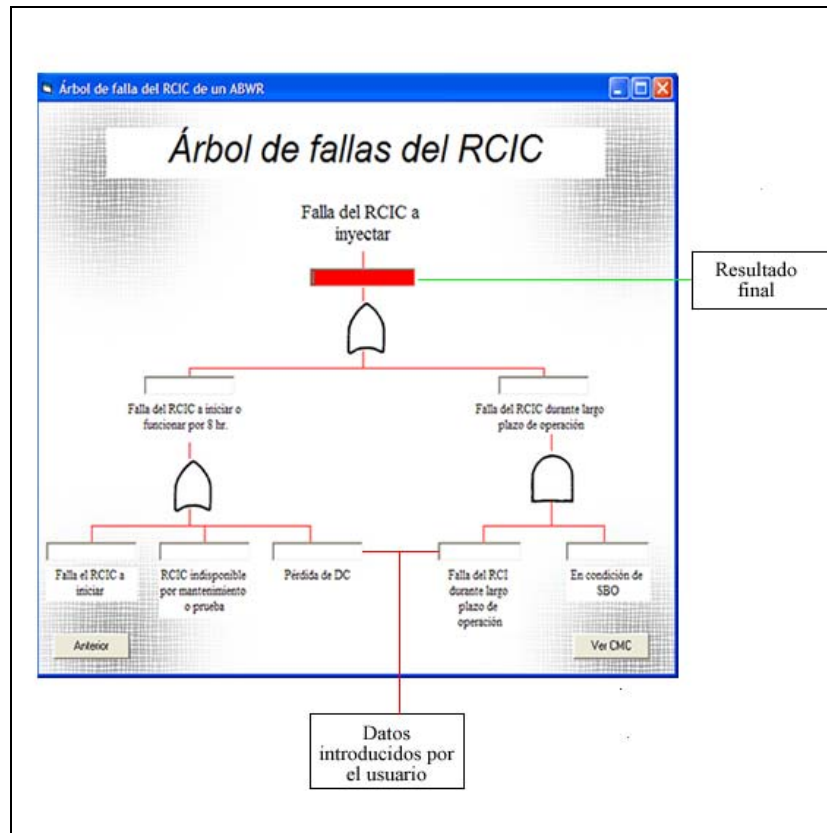 Árbol de falla del RCIC de un ABWR
Árbol de fallas del RCIC
Falla del RCIC a
inyectar
Resultado
final
Falla del RCIC a iniciar o
funcionar por 8 hr.
Falla del RCIC durante largo
plazo de operación
Falla el RCIC a
iniciar
RCIC indisponible
por mantenimiento
o prueba
Pérdida de DC
Falla del RCI
durante largo
plazo de
operación
En condición de
SBO
Anterior
Ver CMC
Datos
introducidos por
el usuario